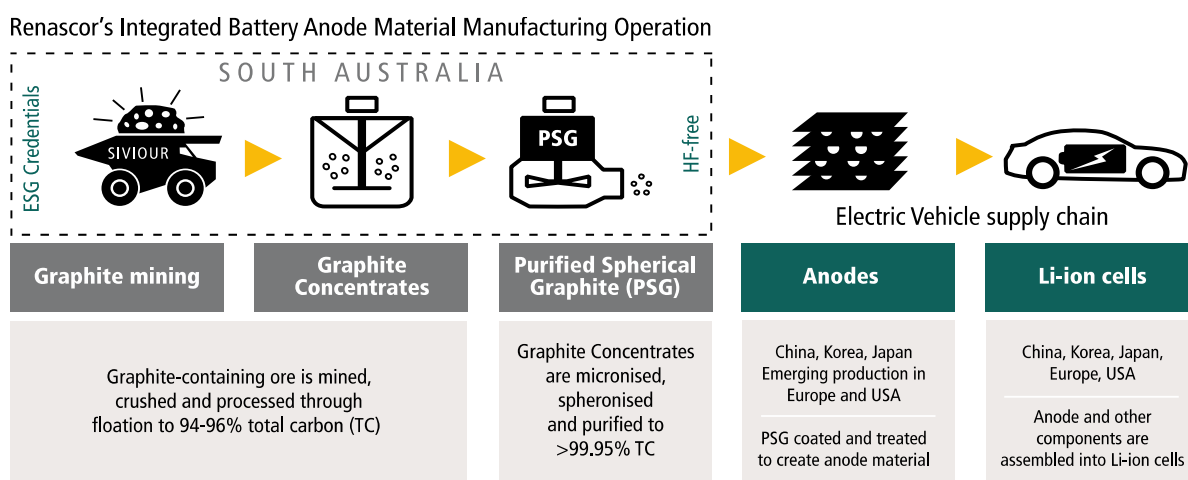 Renascor's Integrated Battery Anode Material Manufacturing Operation
SOUTH AUSTRALIA
ESG Credentials
SIVIOUR
PSG
HF-free
Electric Vehicle supply chain
Graphite mining
Graphite
Concentrates
Purified Spherical
Graphite (PSG)
Anodes
Li-ion cells
Graphite-containing ore is mined,
crushed and processed through
floation to 94-96% total carbon (TC)
Graphite Concentrates
are micronised,
spheronised
and purified to
>99.95% TC
China, Korea, Japan
Emerging production in
Europe and USA
PSG coated and treated
to create anode material
China, Korea, Japan,
Europe, USA
Anode and other
components are
assembled into Li-ion cells